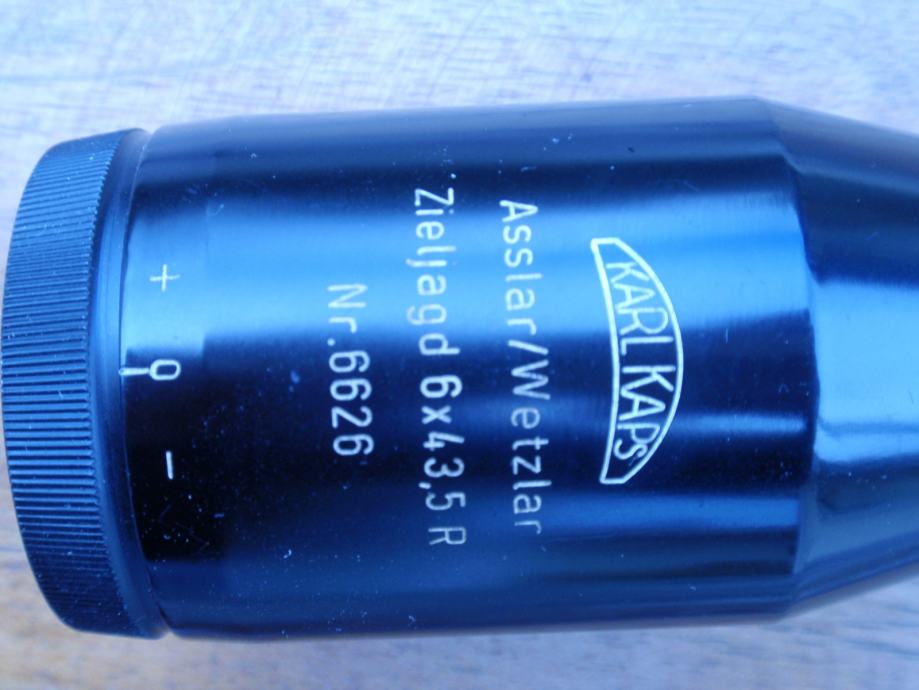 KARL KAPS
Asslar/Wetzlar
Zieljagd 6x43,5 R
Nr.6626
+
0
-